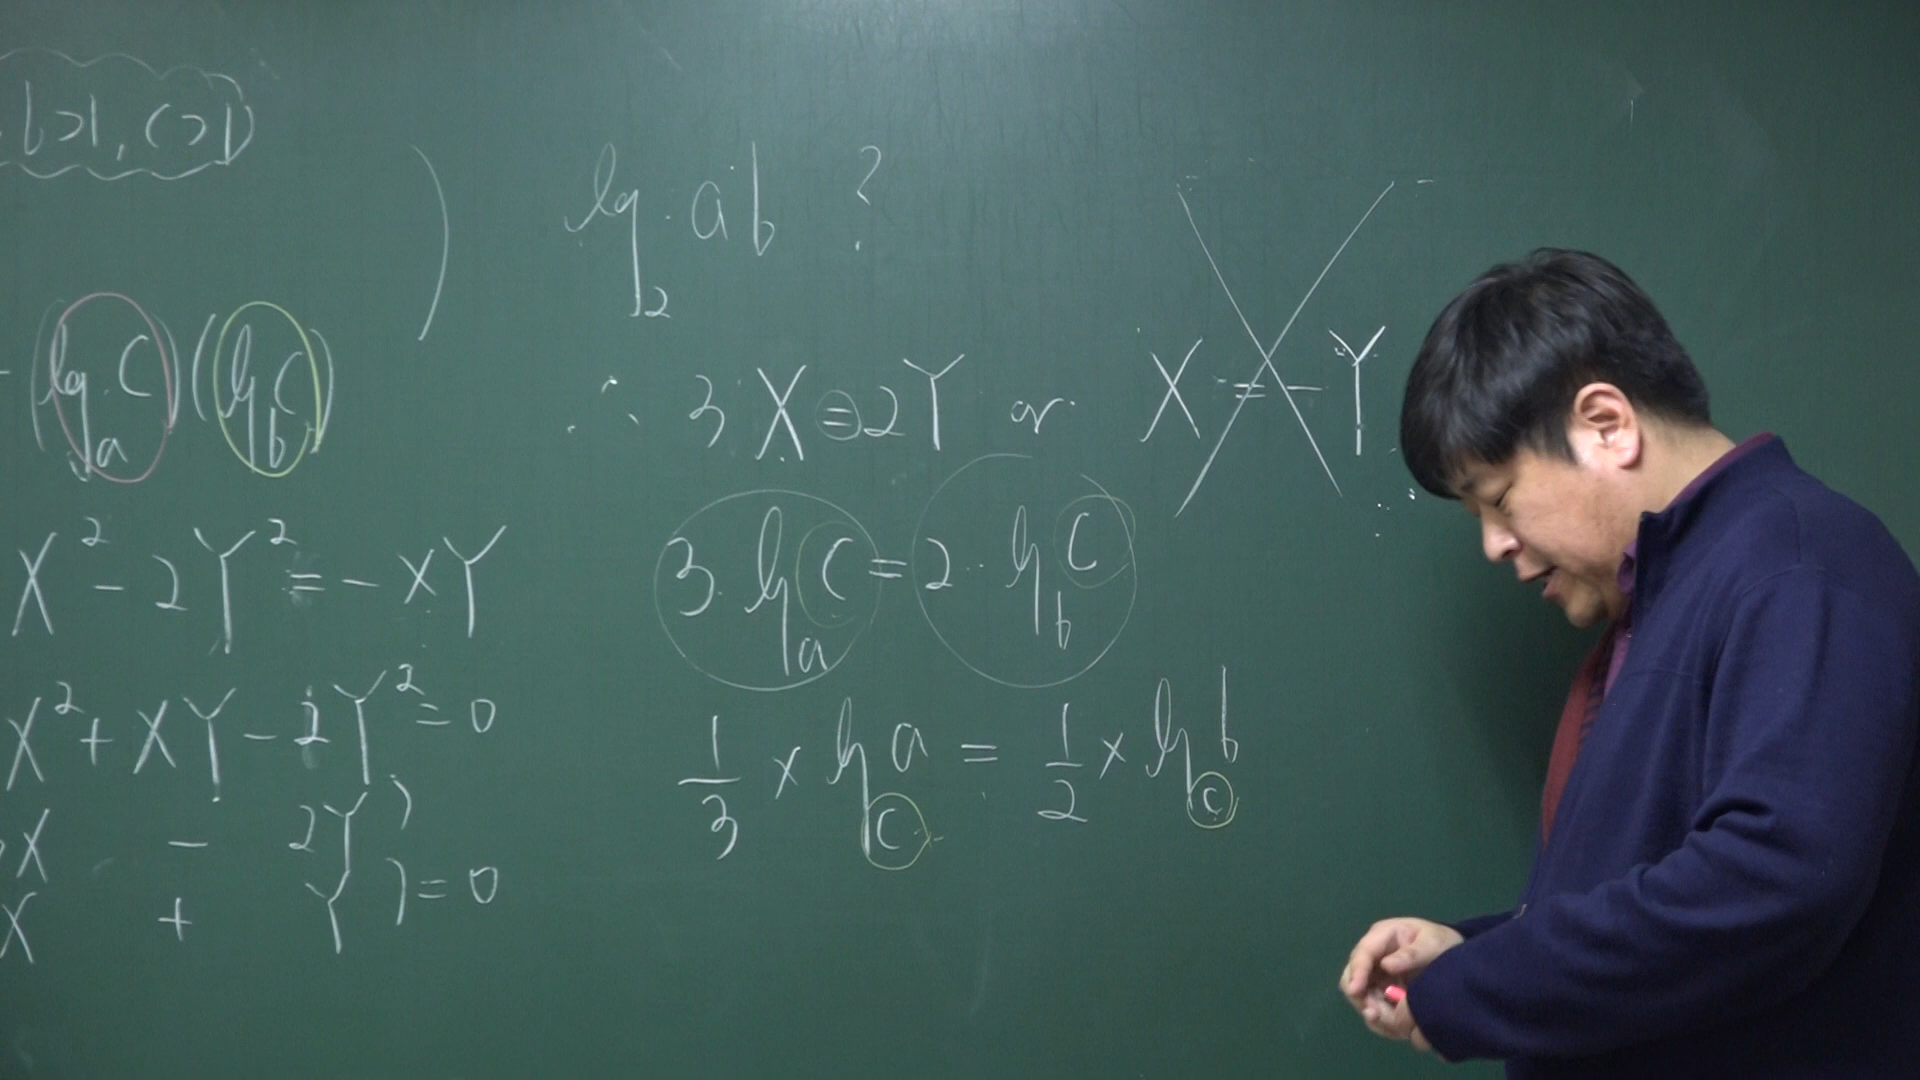 b>1, c>1
log_2 ab ?
- (log_a c)(log_b c)
∴ 3X = 2Y or X = -Y
X² - 2Y² = -XY
3 log_a c = 2 log_b c
X² + XY - 2Y² = 0
1/3 × log_c a = 1/2 × log_c b
X - 2Y )
X + Y ) = 0